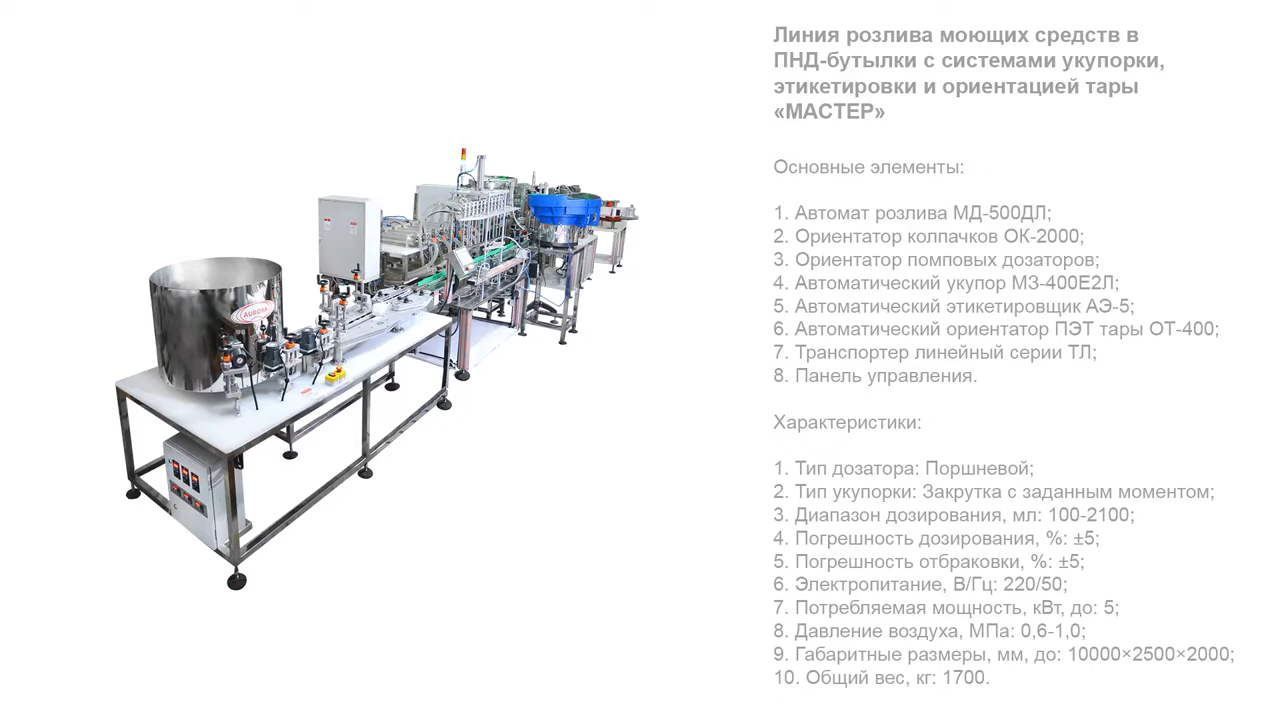 Линия розлива моющих средств в
ПНД-бутылки с системами укупорки,
этикетировки и ориентацией тары
«МАСТЕР»
Основные элементы:
1. Автомат розлива МД-500ДЛ;
2. Ориентатор колпачков ОК-2000;
3. Ориентатор помповых дозаторов;
4. Автоматический укупор МЗ-400Е2Л;
5. Автоматический этикетировщик АЭ-5;
6. Автоматический ориентатор ПЭТ тары ОТ-400;
7. Транспортер линейный серии ТЛ;
8. Панель управления.
Характеристики:
1. Тип дозатора: Поршневой;
2. Тип укупорки: Закрутка с заданным моментом;
3. Диапазон дозирования, мл: 100-2100;
4. Погрешность дозирования, %: ±5;
5. Погрешность отбраковки, %: ±5;
6. Электропитание, В/Гц: 220/50;
7. Потребляемая мощность, кВт, до: 5;
8. Давление воздуха, МПа: 0,6-1,0;
9. Габаритные размеры, мм, до: 10000×2500×2000;
10. Общий вес, кг: 1700.
AURORA